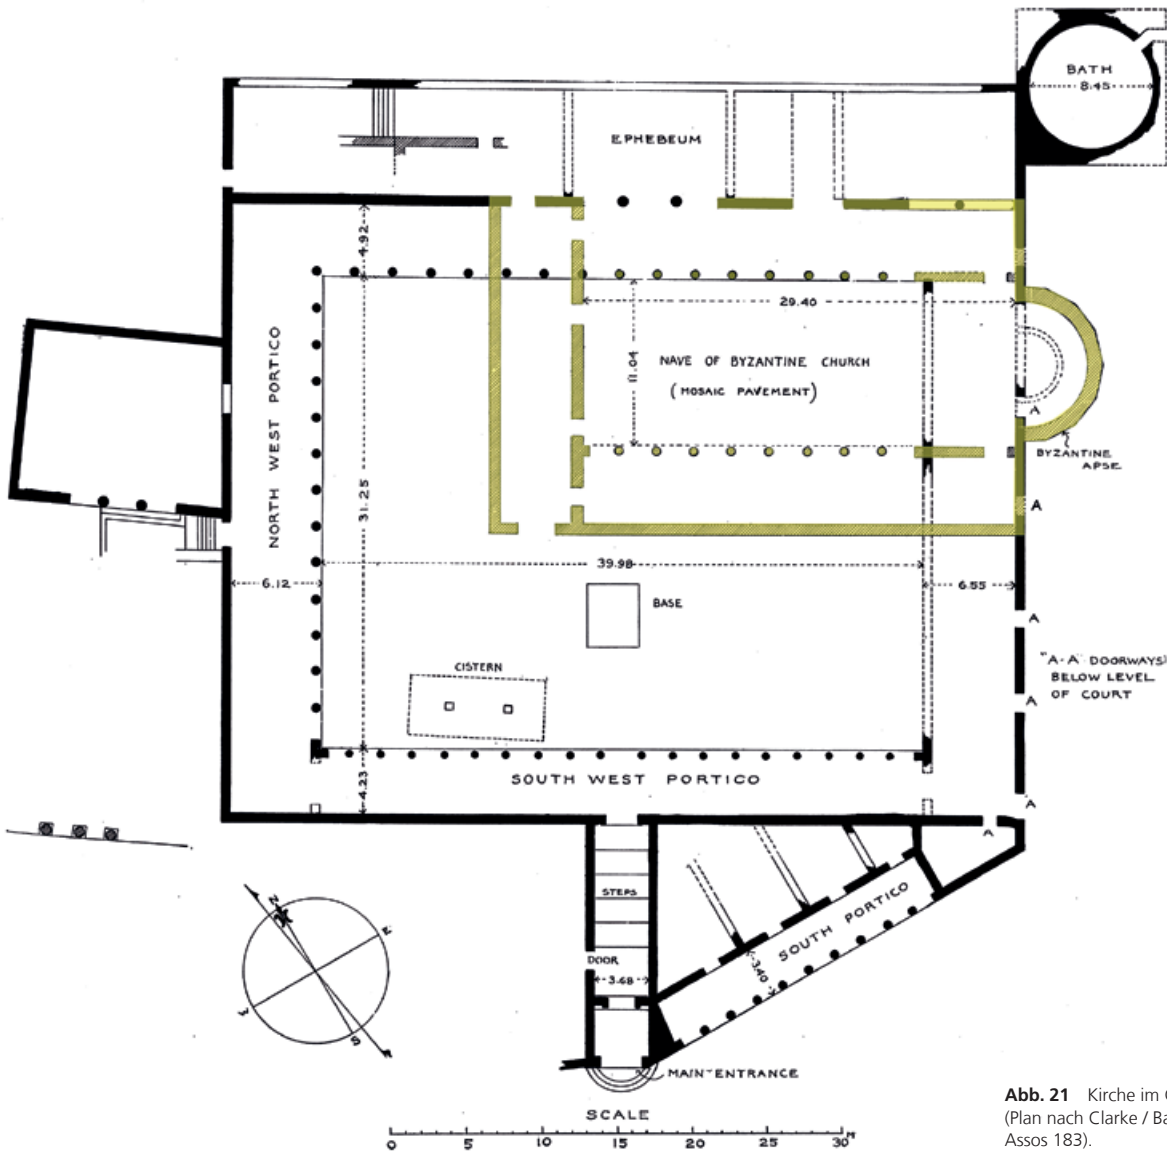 BATH
8.45
EPHEBEUM
4.92
29.40
11.04
NAVE OF BYZANTINE CHURCH
(MOSAIC PAVEMENT)
A
BYZANTINE
APSE
A
NORTH WEST PORTICO
31.25
39.98
6.12
6.55
BASE
A
"A-A" DOORWAYS
BELOW LEVEL
OF COURT
CISTERN
A
SOUTH WEST PORTICO
4.23
A
A
STEPS
SOUTH PORTICO
DOOR
3.68
3.40
N
S
MAIN ENTRANCE
SCALE
0 5 10 15 20 25 30 M
Abb. 21 Kirche im
(Plan nach Clarke / Ba
Assos 183).